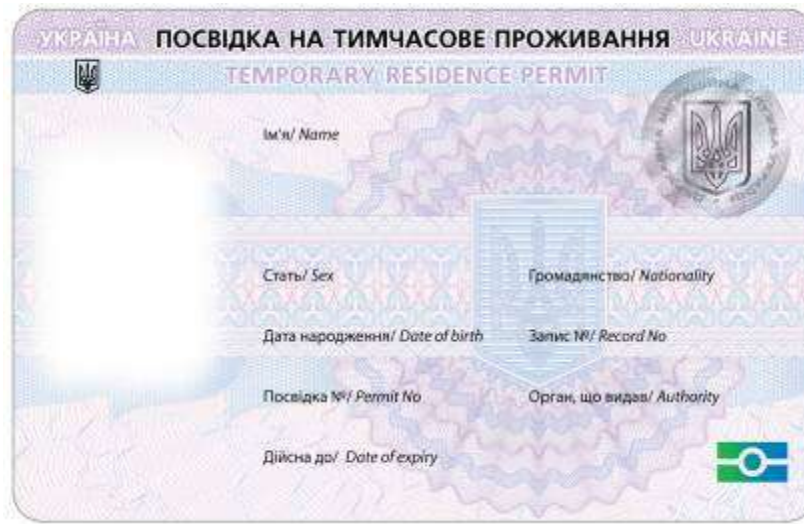 УКРАЇНА ПОСВІДКА НА ТИМЧАСОВЕ ПРОЖИВАННЯ UKRAINE
TEMPORARY RESIDENCE PERMIT
Ім'я/ Name
Стать/ Sex Громадянство/ Nationality
Дата народження/ Date of birth Запис №/ Record No
Посвідка №/ Permit No Орган, що видав/ Authority
Дійсна до/ Date of expiry